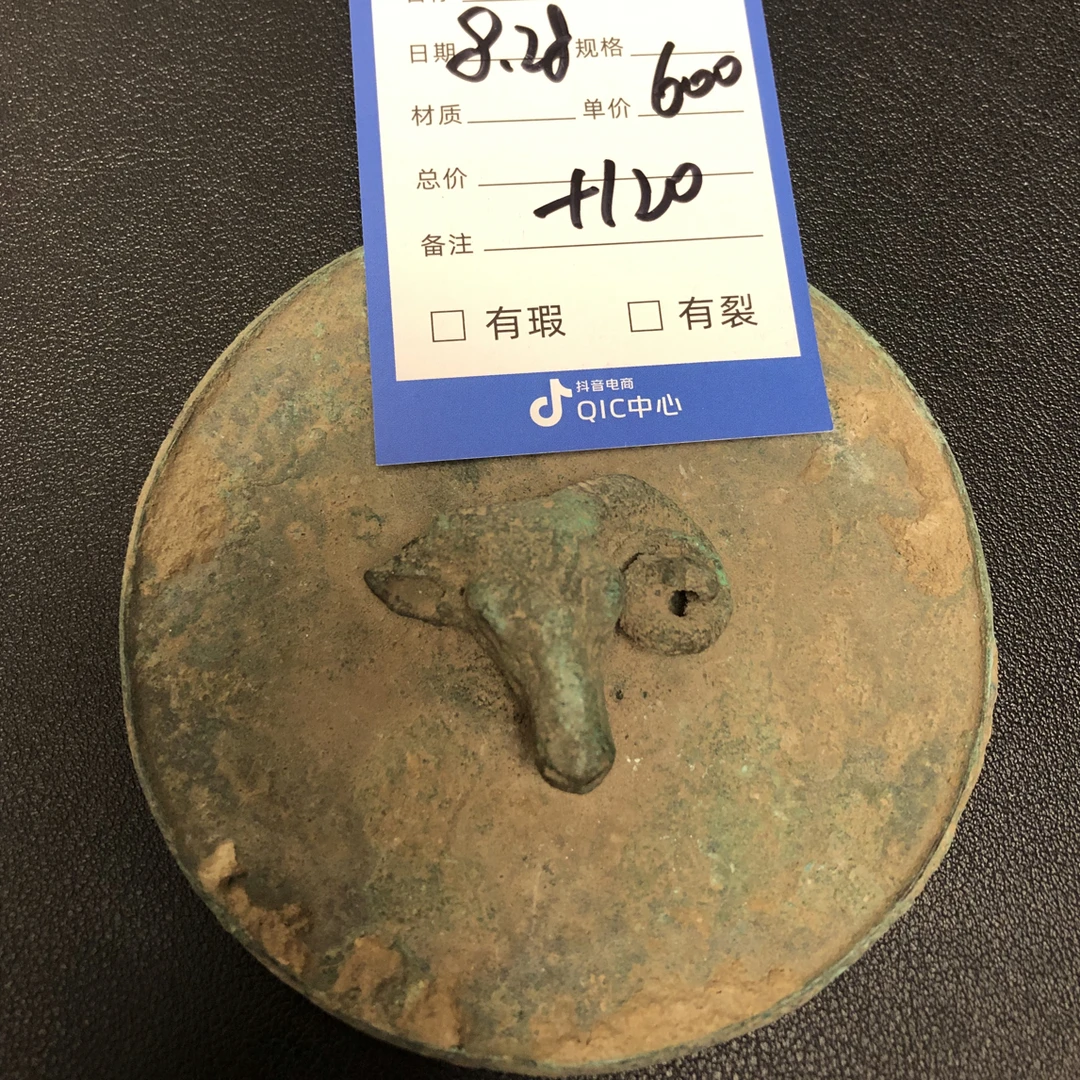 日期 8.28 规格
材质 单价 600
总价 +120
备注
□ 有瑕 □ 有裂
抖音电商
QIC中心